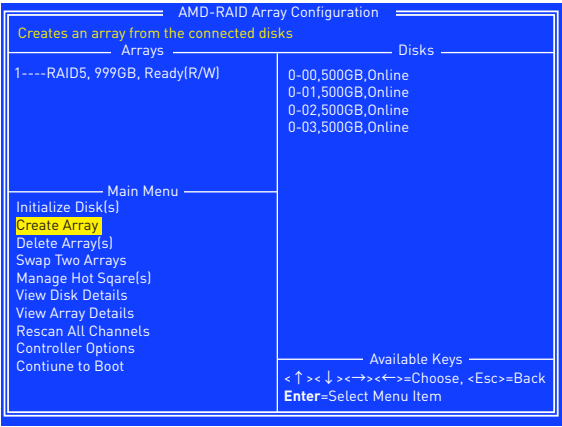 AMD-RAID Array Configuration
Creates an array from the connected disks
Arrays
1----RAID5, 999GB, Ready(R/W)
Disks
0-00,500GB,Online
0-01,500GB,Online
0-02,500GB,Online
0-03,500GB,Online
Main Menu
Initialize Disk(s)
Create Array
Delete Array(s)
Swap Two Arrays
Manage Hot Sqare(s)
View Disk Details
View Array Details
Rescan All Channels
Controller Options
Contiune to Boot
Available Keys
<↑><↓><→><←>=Choose, <Esc>=Back
Enter=Select Menu Item